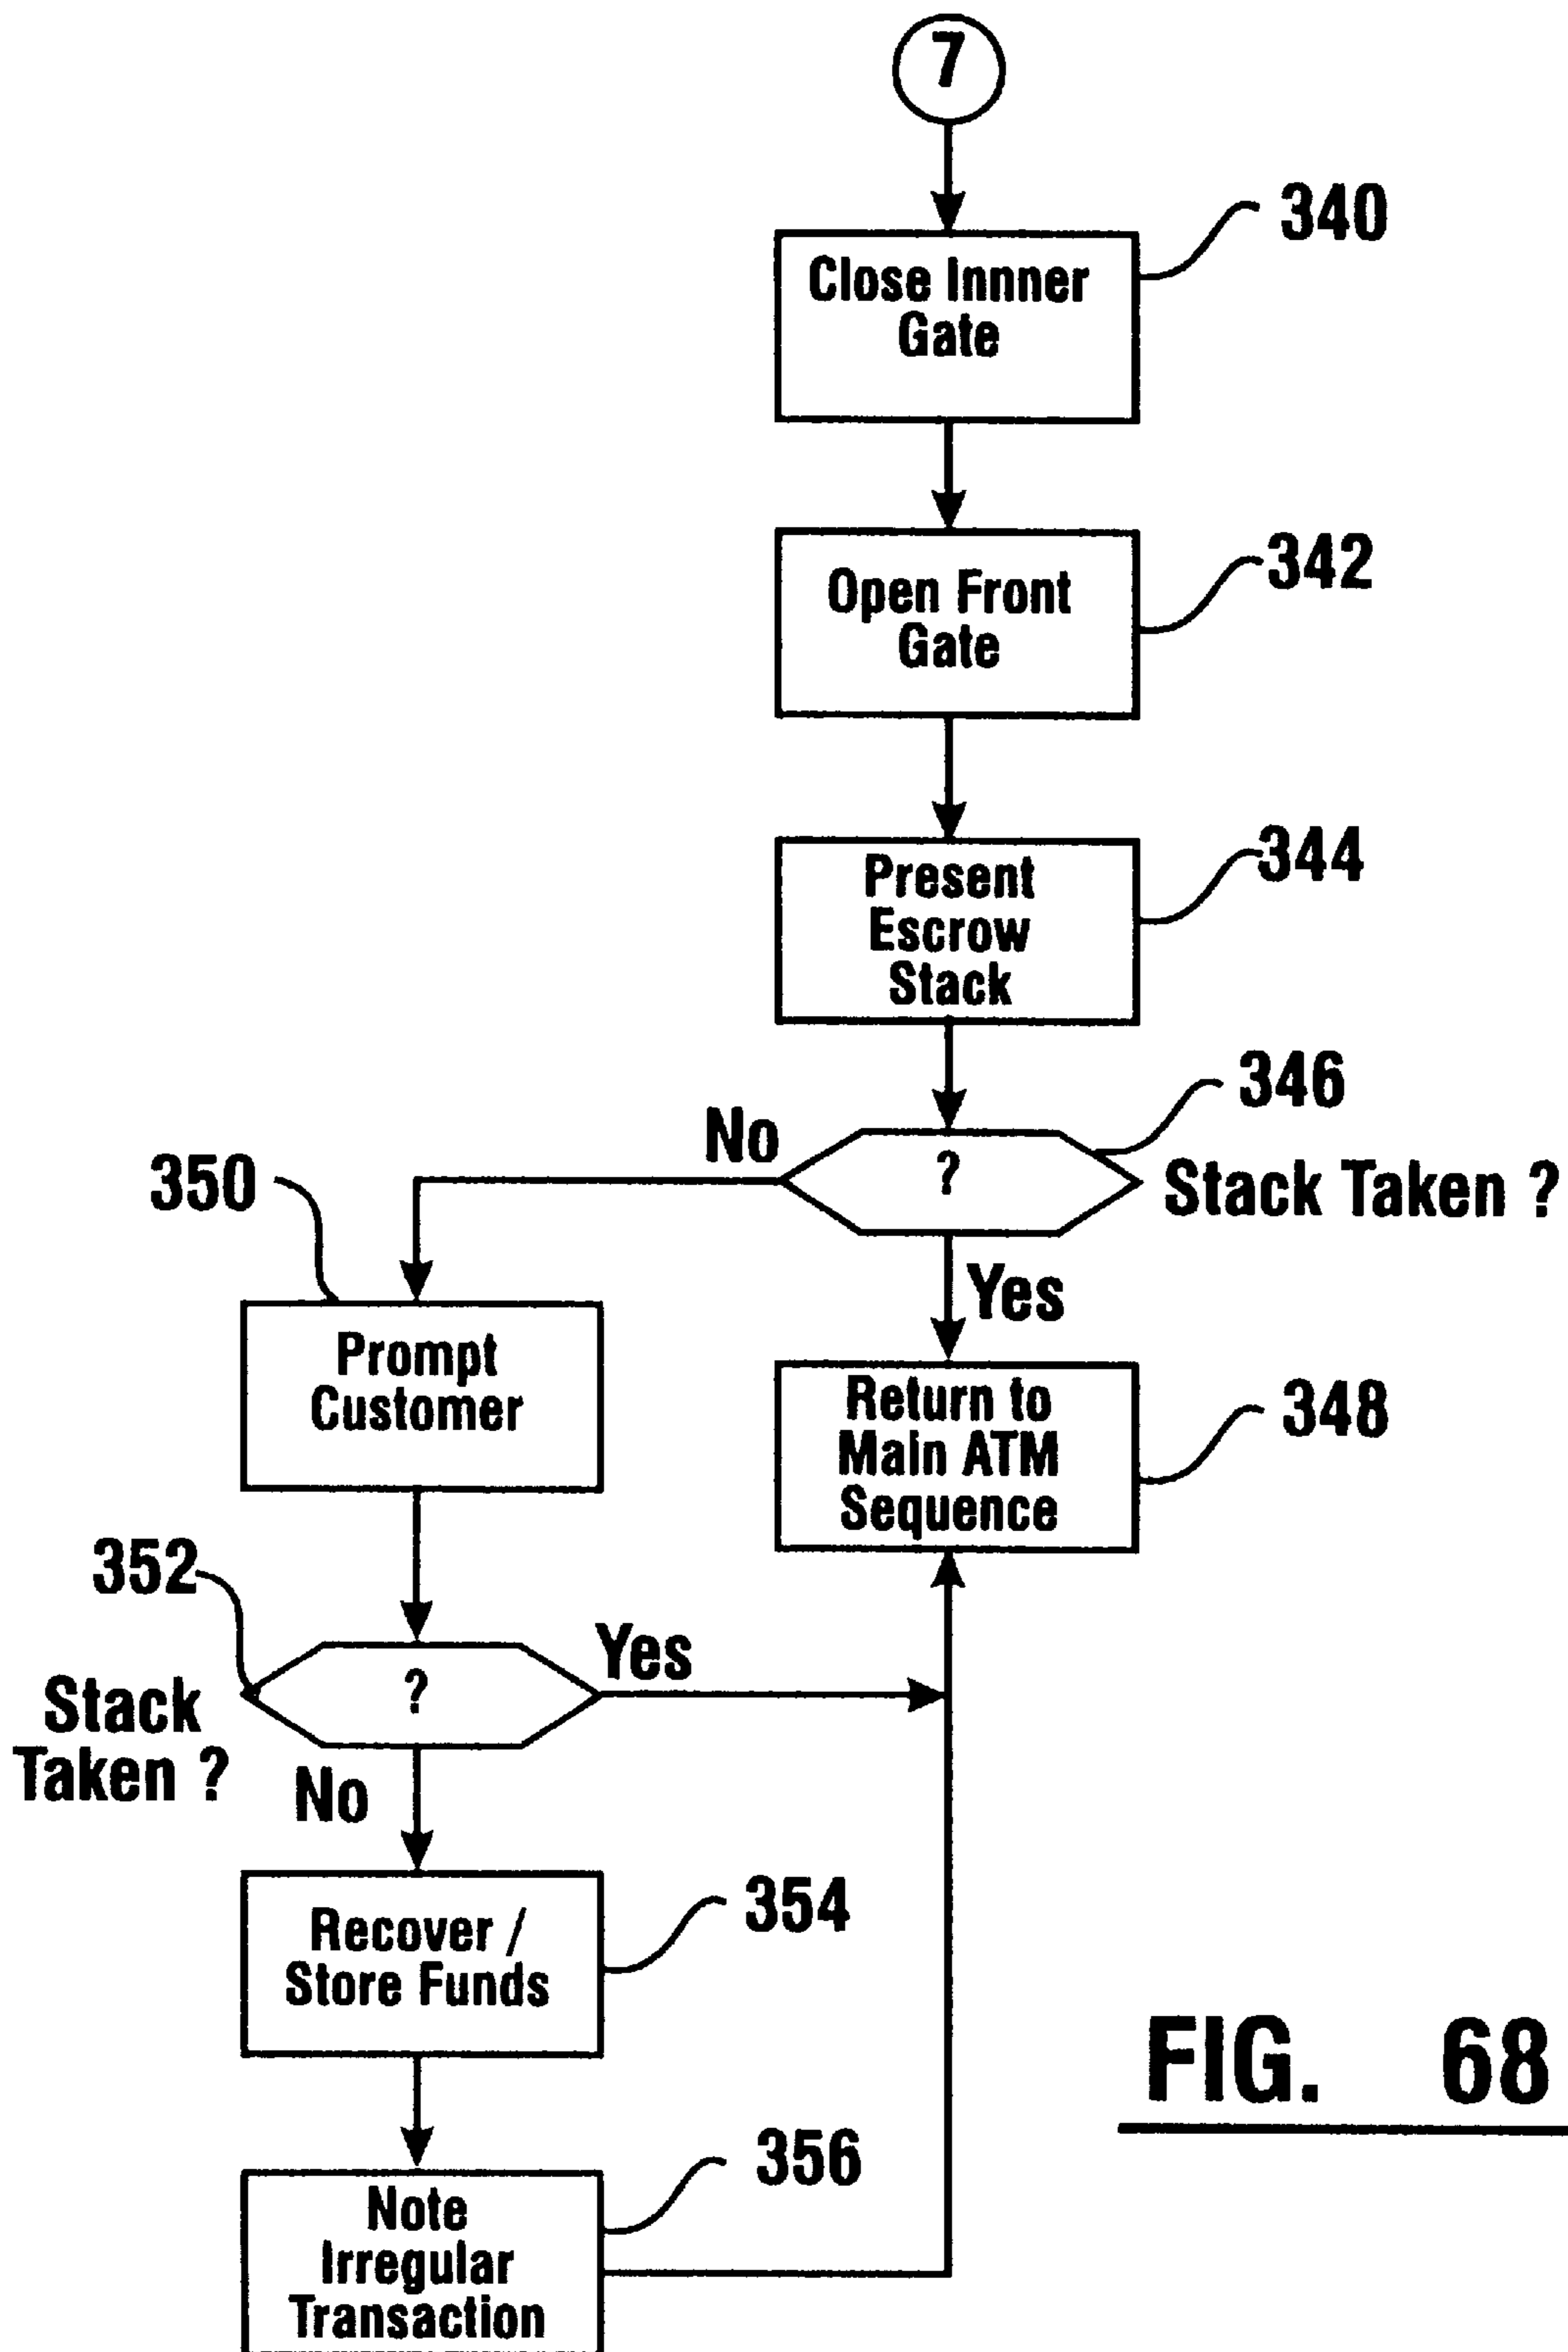 7
340
Close Innner
Gate
342
Open Front
Gate
344
Present
Escrow
Stack
346
No
?
Stack Taken ?
350
Yes
Prompt
Customer
Return to
Main ATM
Sequence
348
352
Yes
?
Stack
Taken ?
No
354
Recover /
Store Funds
FIG. 68
356
Note
Irregular
Transaction